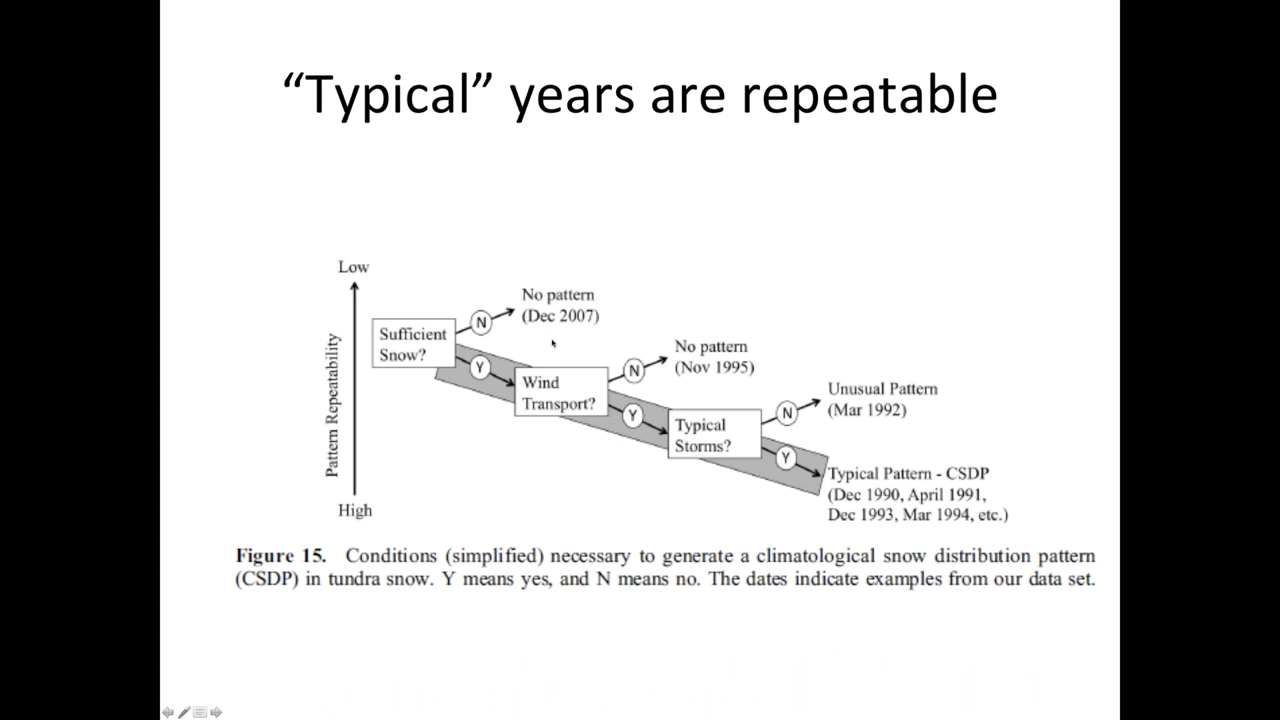 “Typical” years are repeatable
Low
Pattern Repeatability
High
Sufficient
Snow?
N
No pattern
(Dec 2007)
Y
Wind
Transport?
N
No pattern
(Nov 1995)
Y
Typical
Storms?
N
Unusual Pattern
(Mar 1992)
Y
Typical Pattern - CSDP
(Dec 1990, April 1991,
Dec 1993, Mar 1994, etc.)
Figure 15. Conditions (simplified) necessary to generate a climatological snow distribution pattern
(CSDP) in tundra snow. Y means yes, and N means no. The dates indicate examples from our data set.